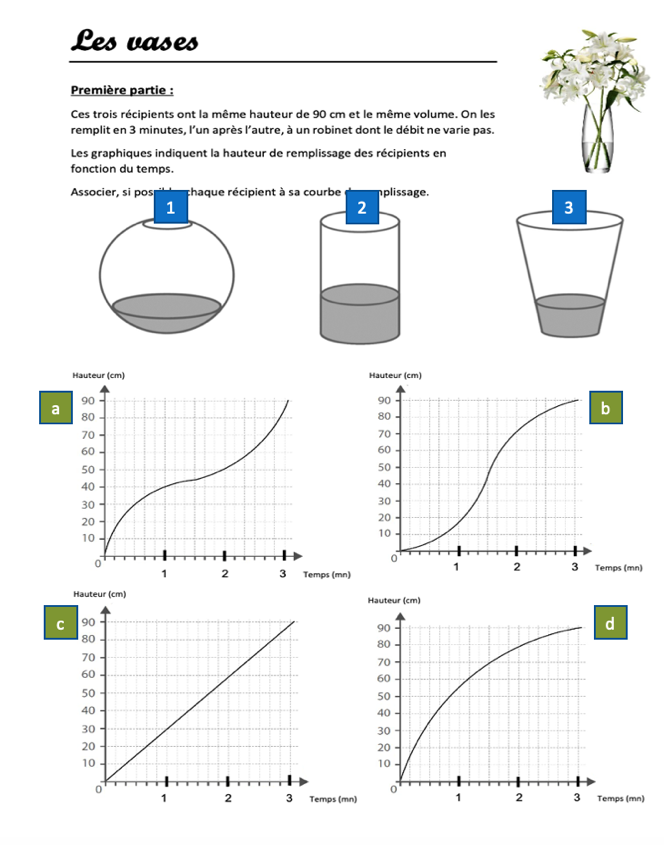 Les vases
Première partie :
Ces trois récipients ont la même hauteur de 90 cm et le même volume. On les
remplit en 3 minutes, l'un après l'autre, à un robinet dont le débit ne varie pas.
Les graphiques indiquent la hauteur de remplissage des récipients en
fonction du temps.
Associer, si chaque récipient à sa courbe
1
2
3
Hauteur (cm)
a
90
80
70
60
50
40
30
20
10
0
1
2
3
Temps (mn)
Hauteur (cm)
b
90
80
70
60
50
40
30
20
10
0
1
2
3
Temps (mn)
Hauteur (cm)
c
90
80
70
60
50
40
30
20
10
0
1
2
3
Temps (mn)
Hauteur (cm)
d
90
80
70
60
50
40
30
20
10
0
1
2
3
Temps (mn)